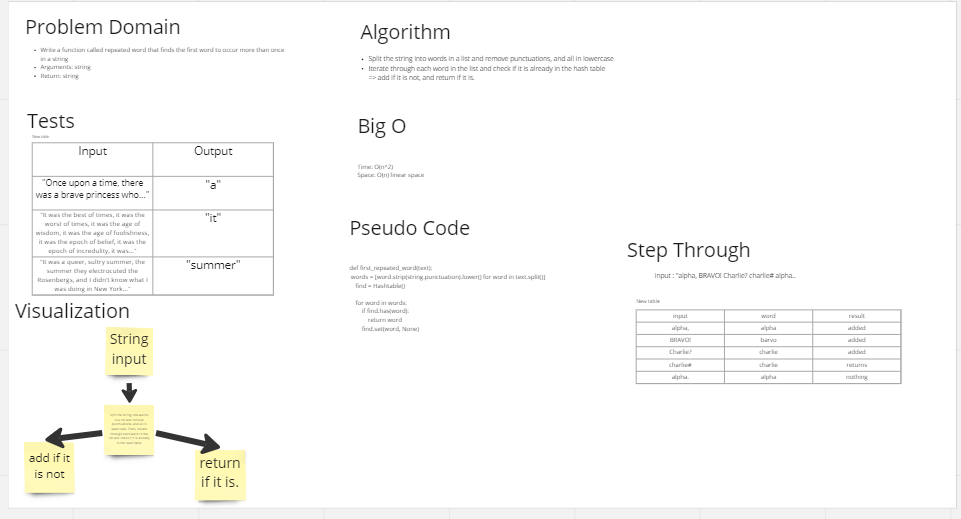 Problem Domain
Write a function called repeated word that finds the first word to occur more than once
in a string
Arguments: string
Return: string
Tests
New table
Input Output
"Once upon a time, there
was a brave princess who..."
"a"
"It was the best of times, it was the
worst of times, it was the age of
wisdom, it was the age of foolishness,
it was the epoch of belief, it was the
epoch of incredulity, it was..."
"it"
"It was a queer, sultry summer, the
summer they electrocuted the
Rosenbergs, and I didn't know what I
was doing in New York..."
"summer"
Visualization
String
input
add if it
is not
return
if it is.
Algorithm
Split the string into words in a list and remove punctuations, and all in lowercase
Iterate through each word in the list and check if it is already in the hash table
=> add if it is not, and return if it is.
Big O
Time: O(n^2)
Space: O(n) linear space
Pseudo Code
def first_repeated_word(text):
words = [word.strip(string.punctuation).lower() for word in text.split()]
find = Hashtable()
for word in words:
if find.has(word):
return word
find.set(word, None)
Step Through
input : "alpha, BRAVO! Charlie? charlie# alpha..
New table
input word result
alpha, alpha added
BRAVO! barvo added
Charlie? charlie added
charlie# charlie returns
alpha. alpha nothing